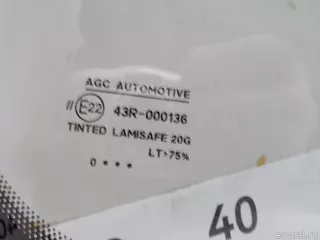 AGC AUTOMOTIVE
II E22 43R-000136
TINTED LAMISAFE 20G
LT>75%
0 • • •
40